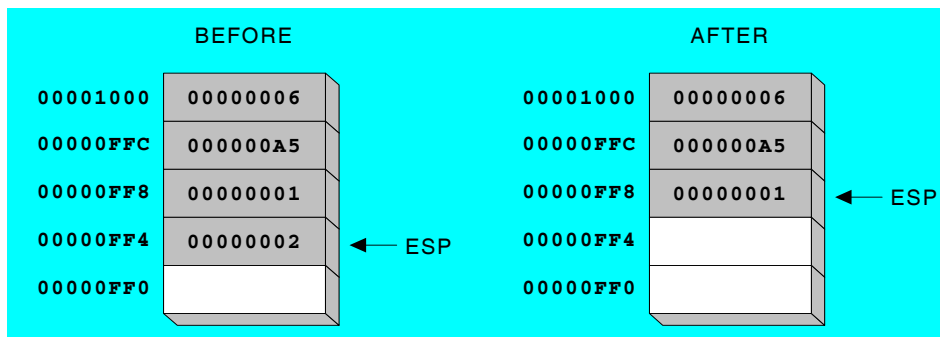 BEFORE AFTER
00001000 00000006 00001000 00000006
00000FFC 000000A5 00000FFC 000000A5
00000FF8 00000001 00000FF8 00000001 ESP
00000FF4 00000002 ESP 00000FF4
00000FF0 00000FF0